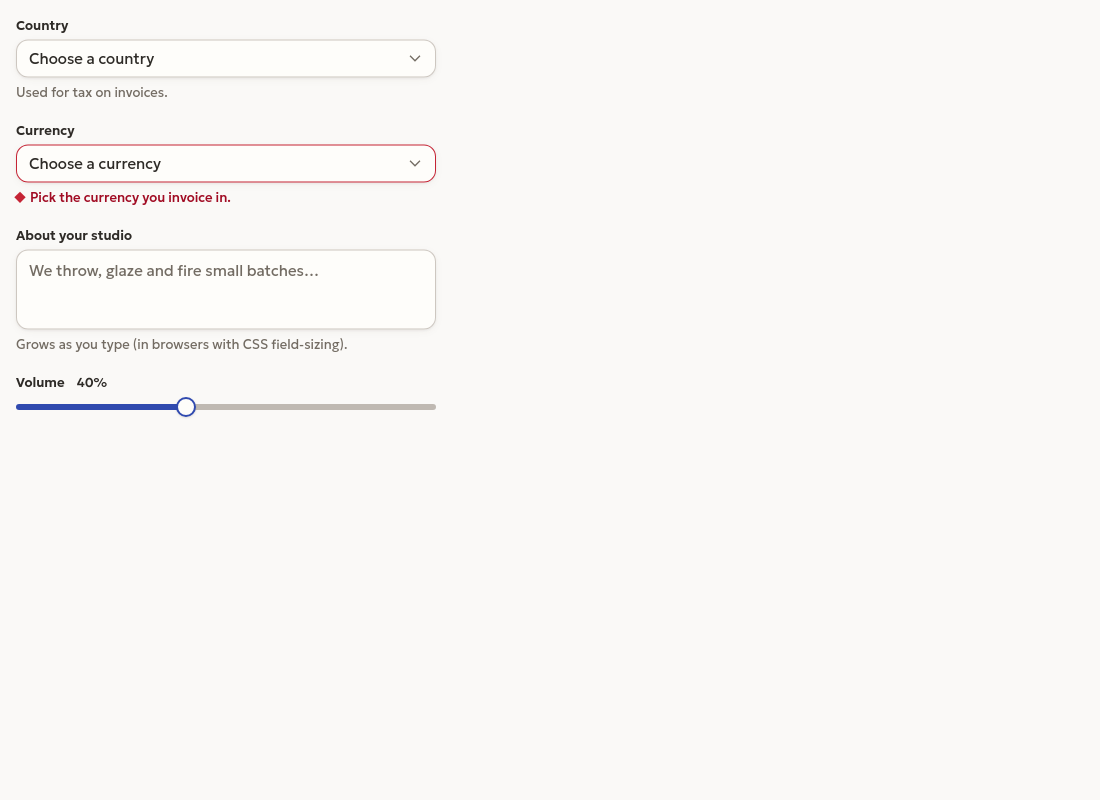 Country
Choose a country
Used for tax on invoices.
Currency
Choose a currency
Pick the currency you invoice in.
About your studio
We throw, glaze and fire small batches…
Grows as you type (in browsers with CSS field-sizing).
Volume 40%